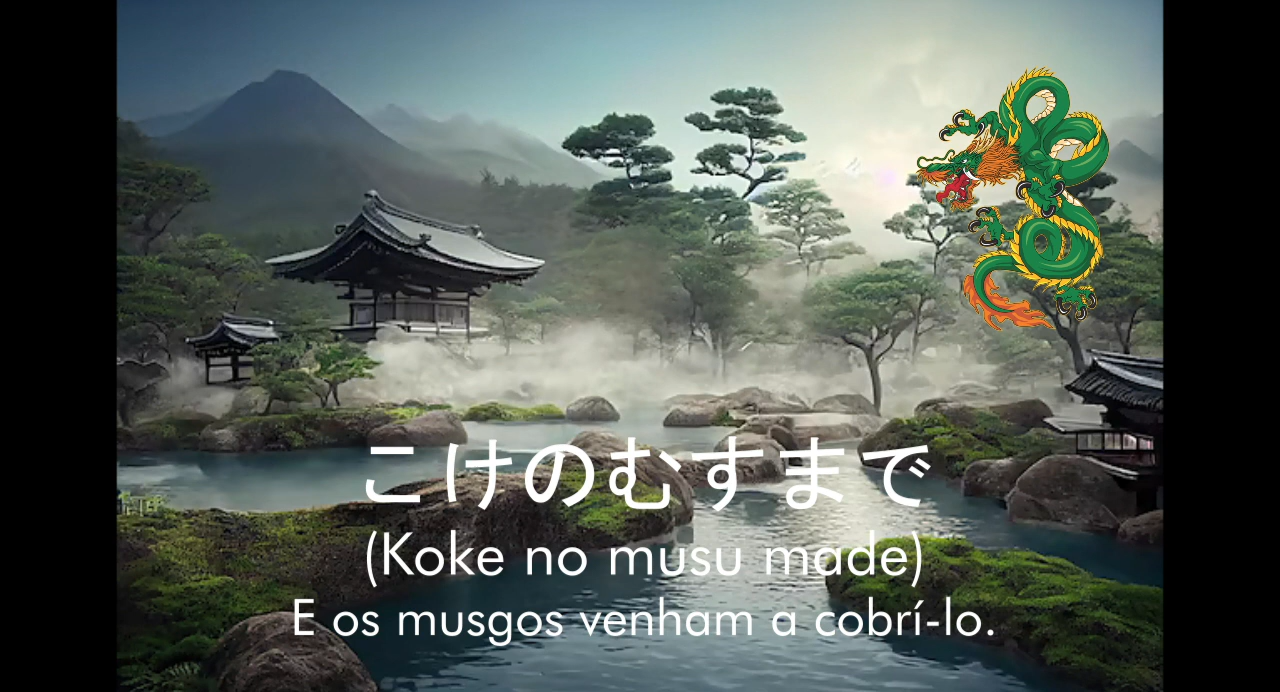 こけのむすまで
(Koke no musu made)
E os musgos venham a cobrí-lo.